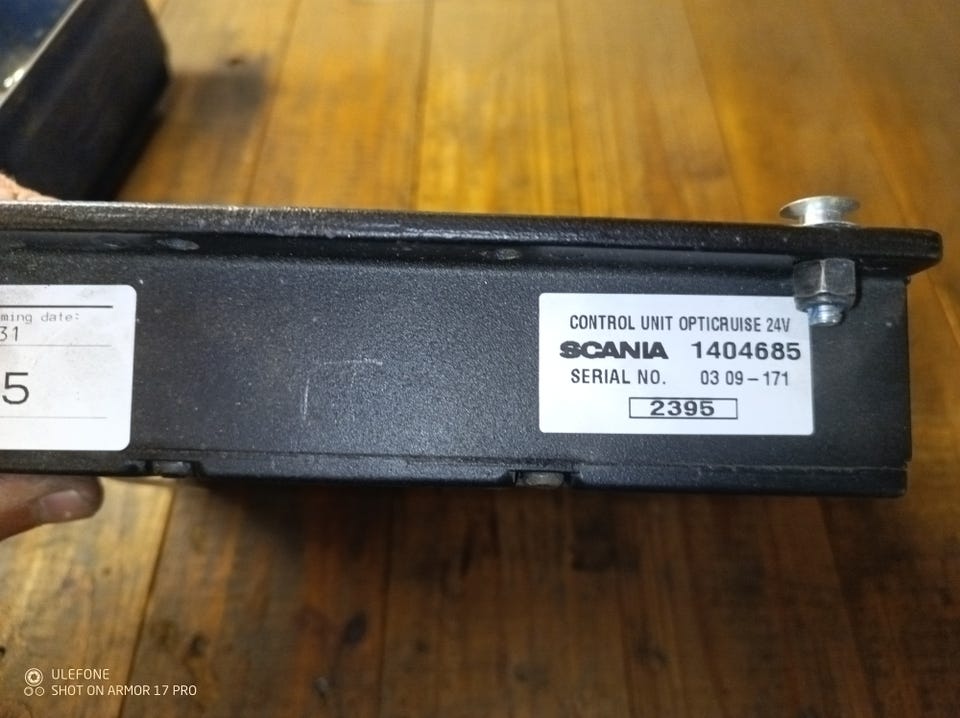 ming date:
31
5
CONTROL UNIT OPTICRUISE 24V
SCANIA 1404685
SERIAL NO. 03 09-171
2395
ULEFONE
SHOT ON ARMOR 17 PRO